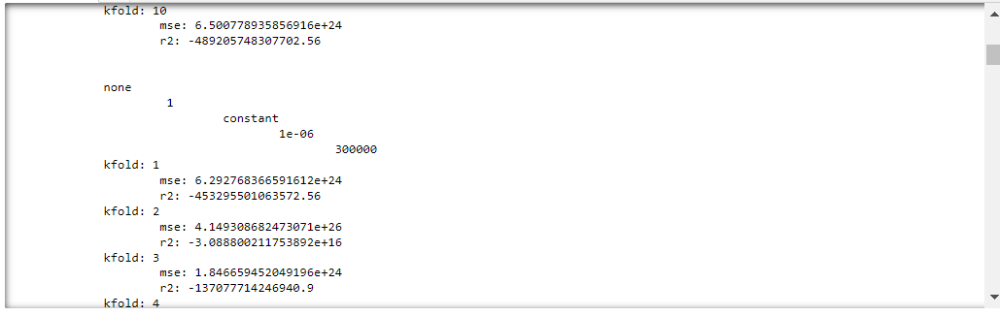 kfold: 10
mse: 6.500778935856916e+24
r2: -489205748307702.56
none
1
constant
1e-06
300000
kfold: 1
mse: 6.292768366591612e+24
r2: -453295501063572.56
kfold: 2
mse: 4.149308682473071e+26
r2: -3.088800211753892e+16
kfold: 3
mse: 1.846659452049196e+24
r2: -137077714246940.9
kfold: 4